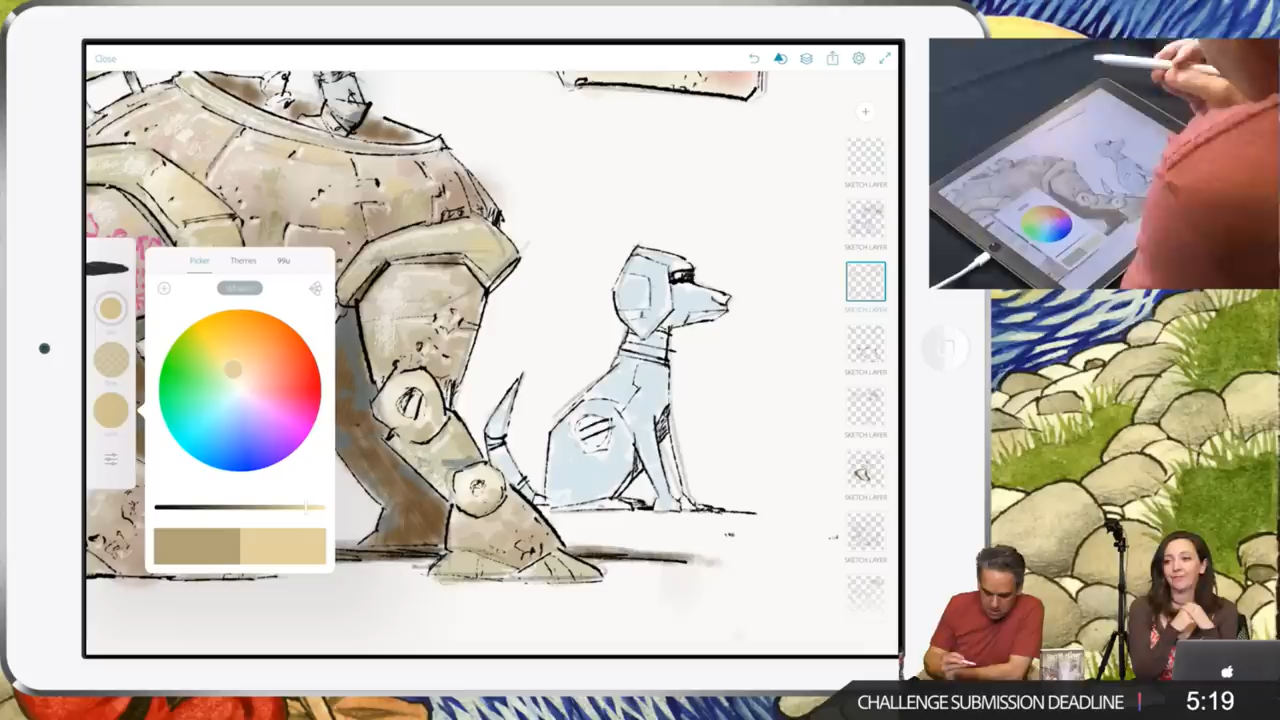 Close
Picker
Themes
99u
SKETCH LAYER
SKETCH LAYER
SKETCH LAYER
SKETCH LAYER
SKETCH LAYER
SKETCH LAYER
SKETCH LAYER
CHALLENGE SUBMISSION DEADLINE
5:19